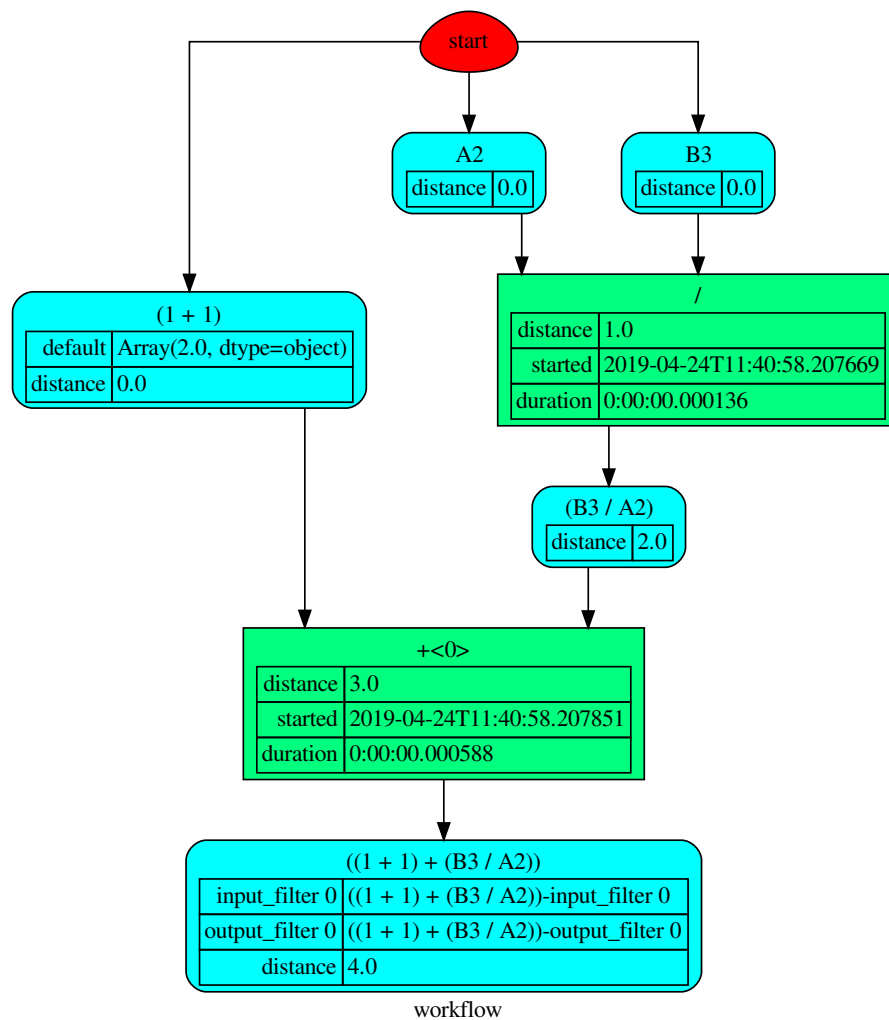 start
A2
distance 0.0
B3
distance 0.0
(1 + 1)
default Array(2.0, dtype=object)
distance 0.0
/
distance 1.0
started 2019-04-24T11:40:58.207669
duration 0:00:00.000136
(B3 / A2)
distance 2.0
+<0>
distance 3.0
started 2019-04-24T11:40:58.207851
duration 0:00:00.000588
((1 + 1) + (B3 / A2))
input_filter 0 ((1 + 1) + (B3 / A2))-input_filter 0
output_filter 0 ((1 + 1) + (B3 / A2))-output_filter 0
distance 4.0
workflow